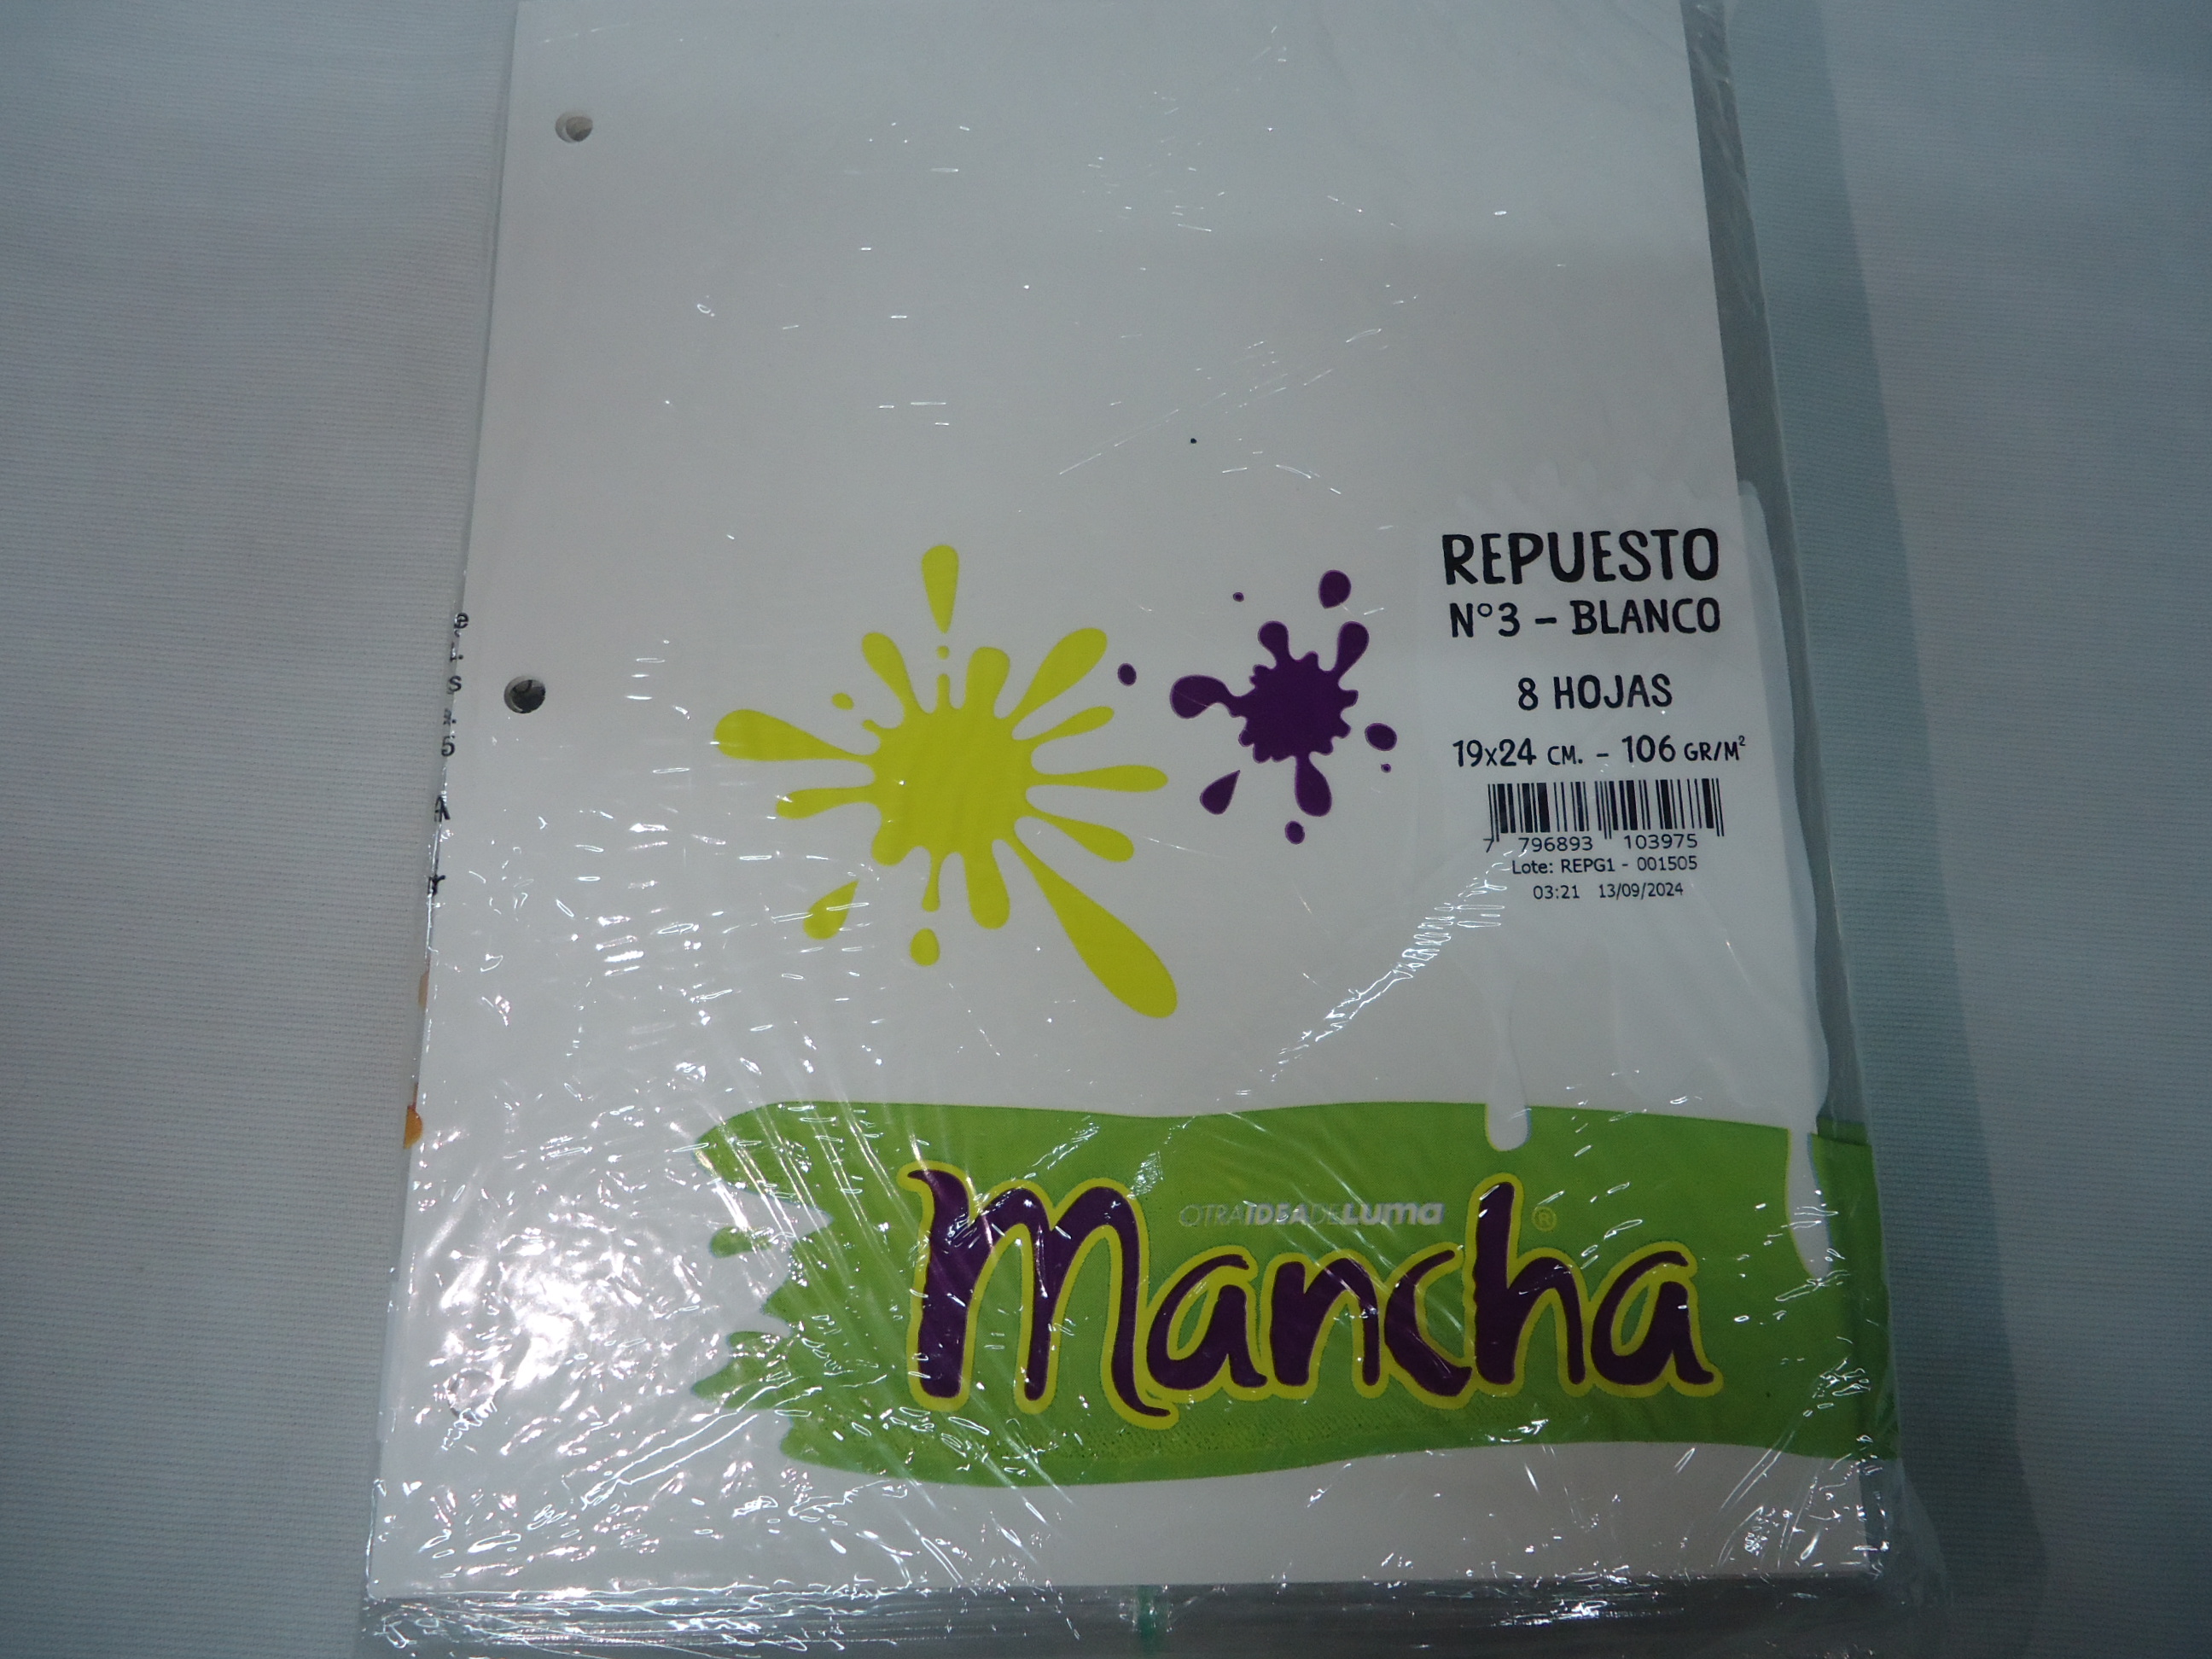 REPUESTO
N°3 - BLANCO
8 HOJAS
19x24 CM. - 106 GR/M²
7 796893 103975
Lote: REPG1 - 001505
03:21 13/09/2024
OTRAIDEADELuma
Mancha®